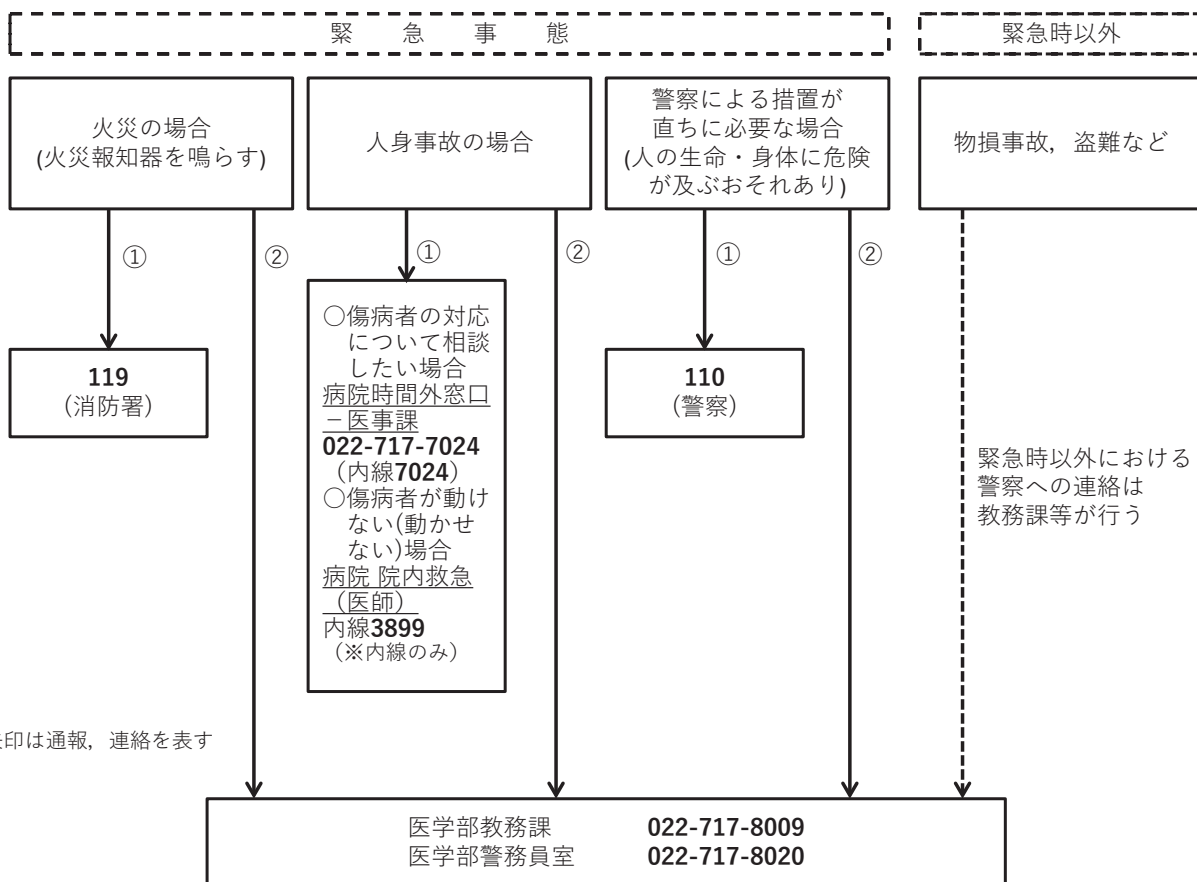 緊急事態
緊急時以外
火災の場合
(火災報知器を鳴らす)
人身事故の場合
警察による措置が
直ちに必要な場合
(人の生命・身体に危険
が及ぶおそれあり)
物損事故，盗難など
①
②
①
②
①
②
119
(消防署)
○傷病者の対応
について相談
したい場合
病院時間外窓口
－医事課
022-717-7024
（内線7024）
○傷病者が動け
ない(動かせ
ない)場合
病院 院内救急
（医師）
内線3899
（※内線のみ）
110
(警察)
緊急時以外における
警察への連絡は
教務課等が行う
印は通報，連絡を表す
医学部教務課 022-717-8009
医学部警務員室 022-717-8020